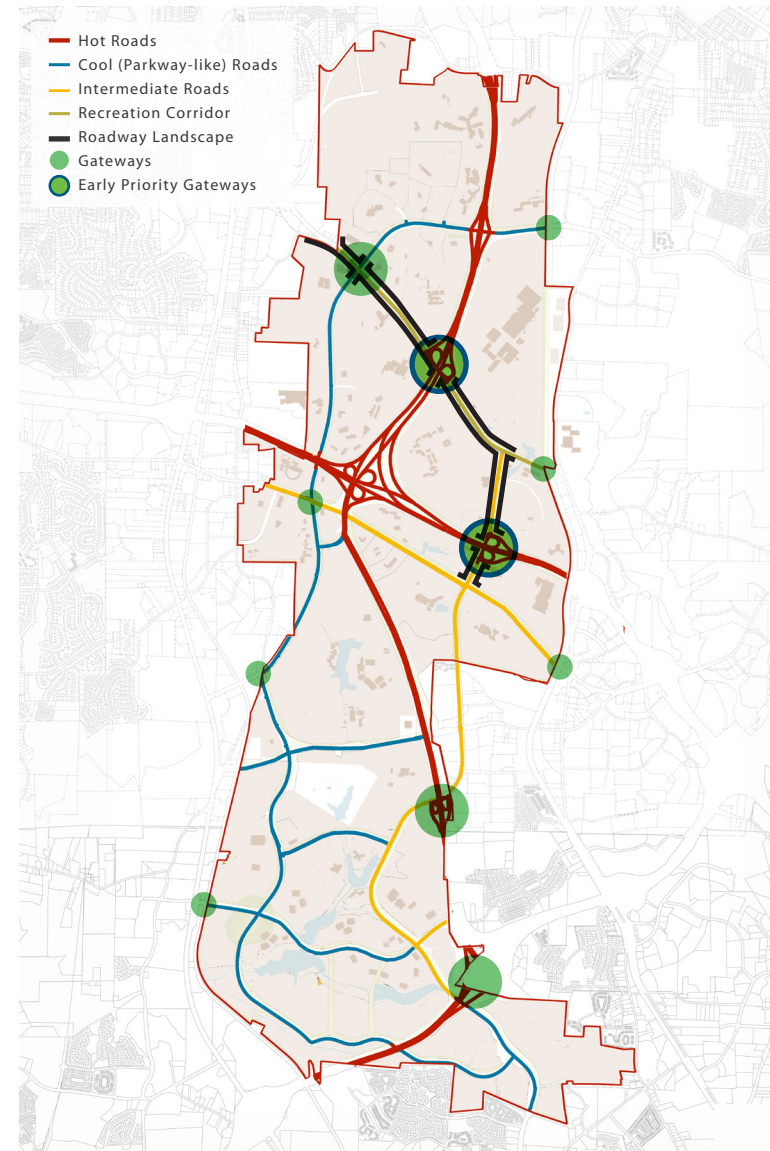 Hot Roads
Cool (Parkway-like) Roads
Intermediate Roads
Recreation Corridor
Roadway Landscape
Gateways
Early Priority Gateways